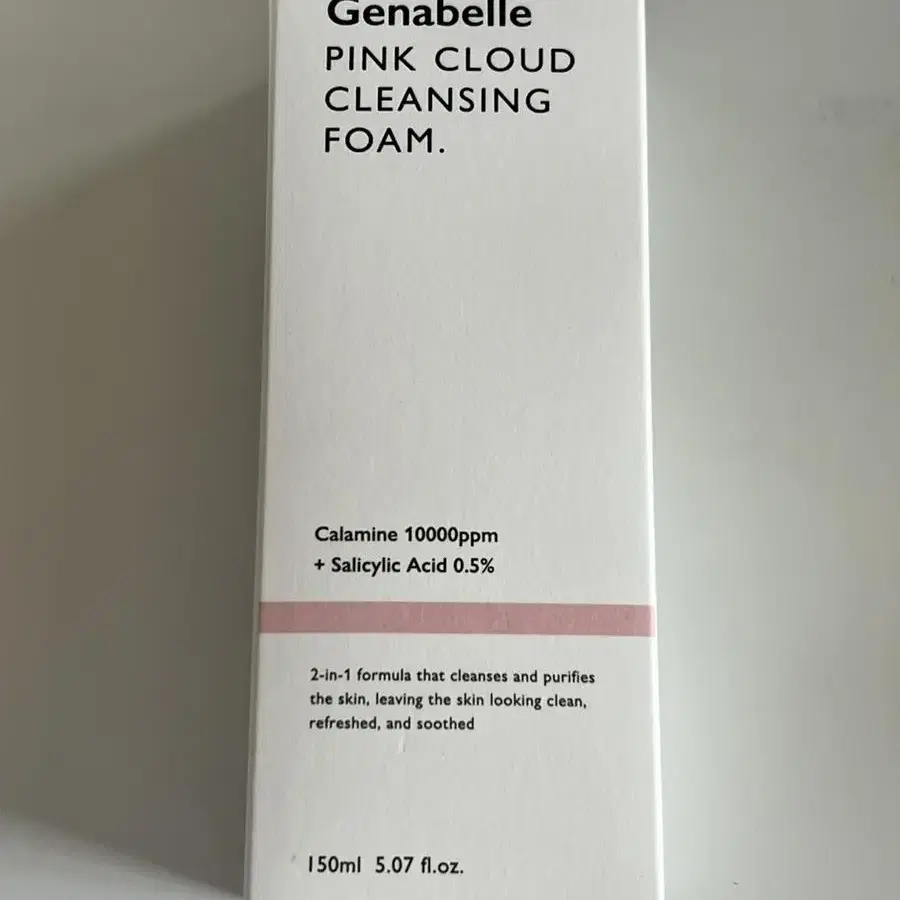 Genabelle
PINK CLOUD
CLEANSING
FOAM.
Calamine 10000ppm
+ Salicylic Acid 0.5%
2-in-1 formula that cleanses and purifies
the skin, leaving the skin looking clean,
refreshed, and soothed
150ml 5.07 fl.oz.